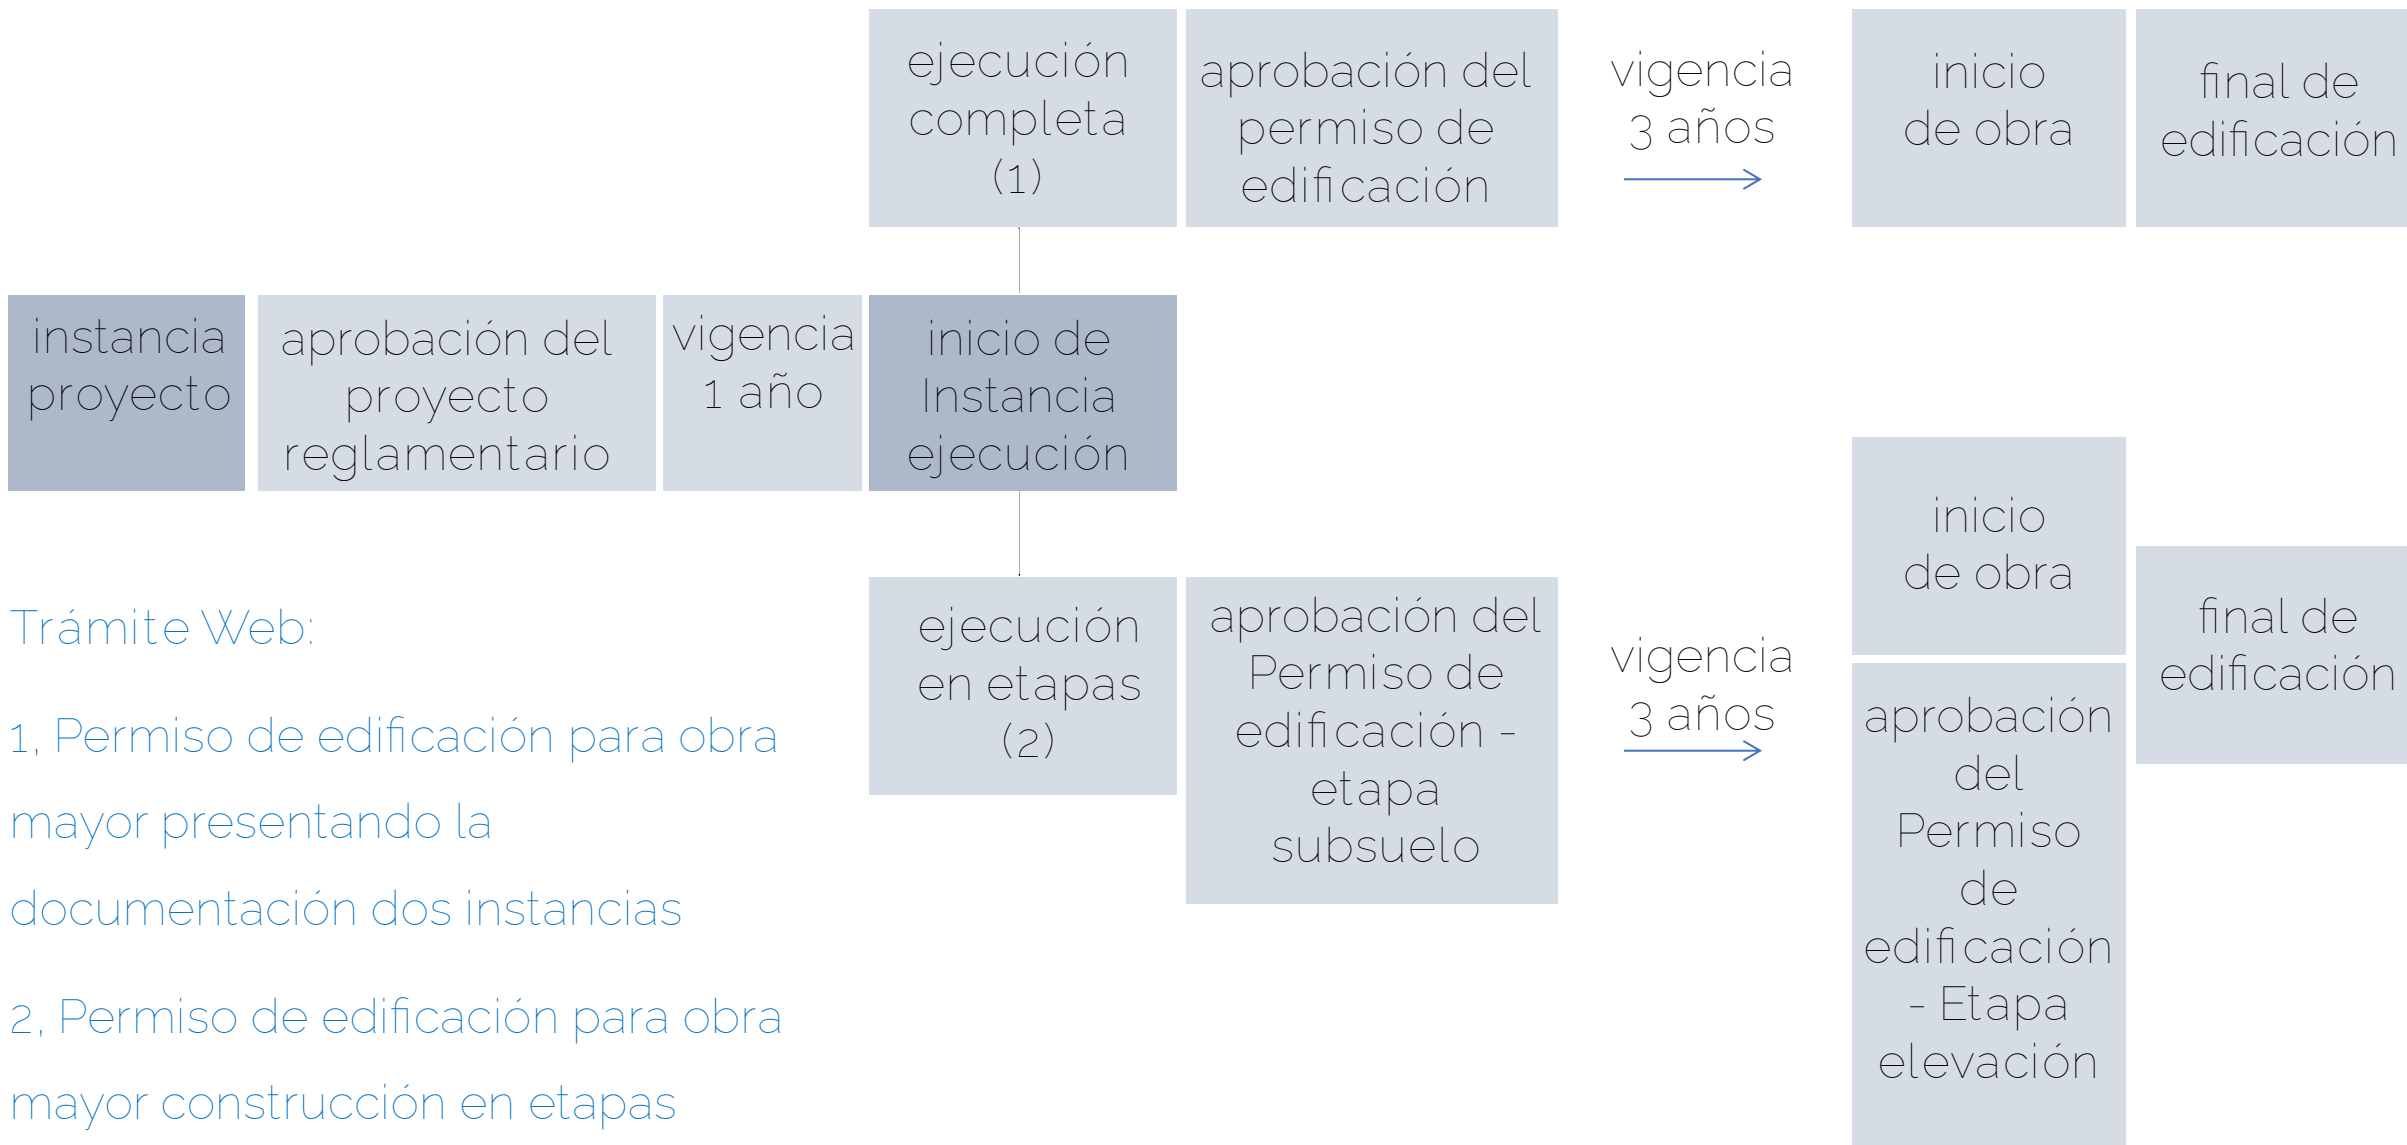 ejecución
completa
(1)
aprobación del
permiso de
edificación
vigencia
3 años
inicio
de obra
final de
edificación
instancia
proyecto
aprobación del
proyecto
reglamentario
vigencia
1 año
inicio de
Instancia
ejecución
ejecución
en etapas
(2)
aprobación del
Permiso de
edificación -
etapa
subsuelo
vigencia
3 años
inicio
de obra
aprobación
del
Permiso
de
edificación
- Etapa
elevación
final de
edificación
Trámite Web:
1, Permiso de edificación para obra
mayor presentando la
documentación dos instancias
2, Permiso de edificación para obra
mayor construcción en etapas